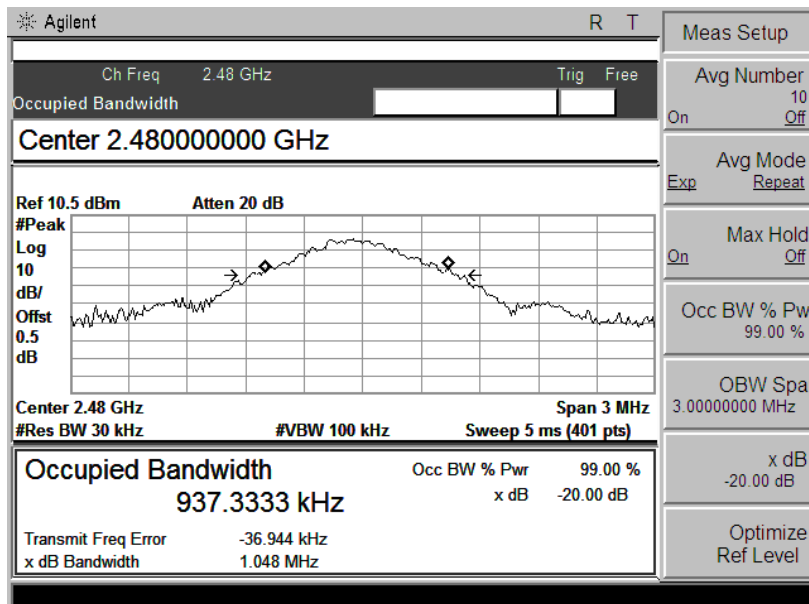 Agilent R T
Ch Freq 2.48 GHz Trig Free
Occupied Bandwidth
Center 2.480000000 GHz
Ref 10.5 dBm Atten 20 dB
#Peak
Log
10
dB/
Offst
0.5
dB
Center 2.48 GHz Span 3 MHz
#Res BW 30 kHz #VBW 100 kHz Sweep 5 ms (401 pts)
Occupied Bandwidth
937.3333 kHz
Occ BW % Pwr 99.00 %
x dB -20.00 dB
Transmit Freq Error -36.944 kHz
x dB Bandwidth 1.048 MHz
Meas Setup
Avg Number
10
On Off
Avg Mode
Exp Repeat
Max Hold
On Off
Occ BW % Pw
99.00 %
OBW Spa
3.00000000 MHz
x dB
-20.00 dB
Optimize
Ref Level